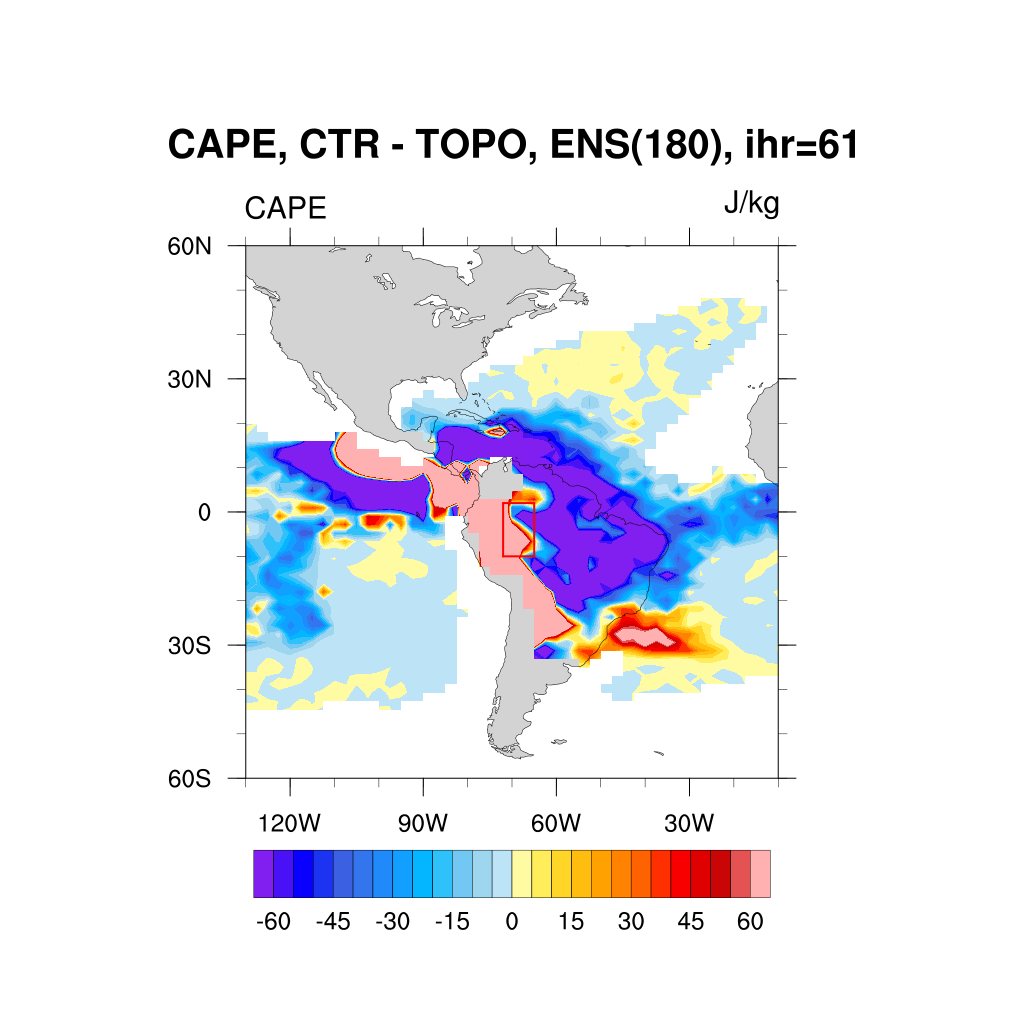 CAPE, CTR - TOPO, ENS(180), ihr=61
CAPE J/kg
60N
30N
0
30S
60S
120W 90W 60W 30W
-60 -45 -30 -15 0 15 30 45 60